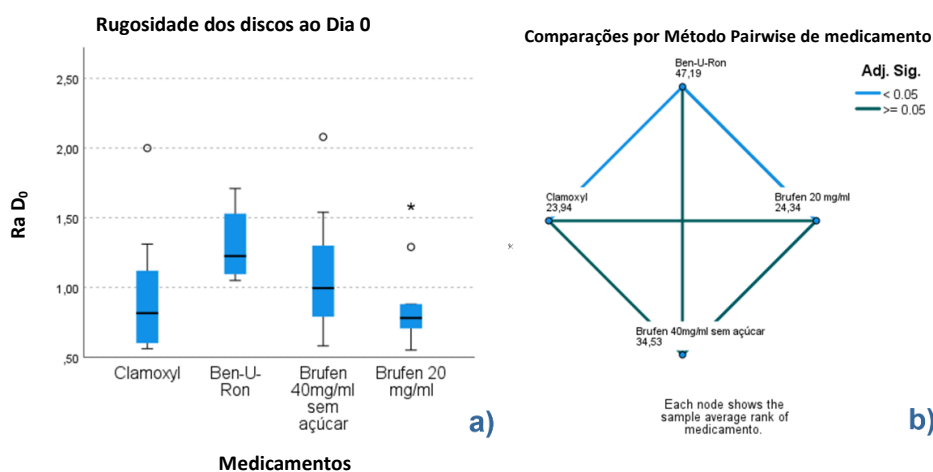 Rugosidade dos discos ao Dia 0
Ra D₀
2,50
2,00
1,50
1,00
,50
Clamoxyl
Ben-U-
Ron
Brufen
40mg/ml
sem
açúcar
Brufen 20
mg/ml
Medicamentos
a)
Comparações por Método Pairwise de medicamento
Adj. Sig.
< 0.05
>= 0.05
Ben-U-Ron
47,19
Clamoxyl
23,94
Brufen 20 mg/ml
24,34
Brufen 40mg/ml sem açúcar
34,53
Each node shows the
sample average rank of
medicamento.
b)